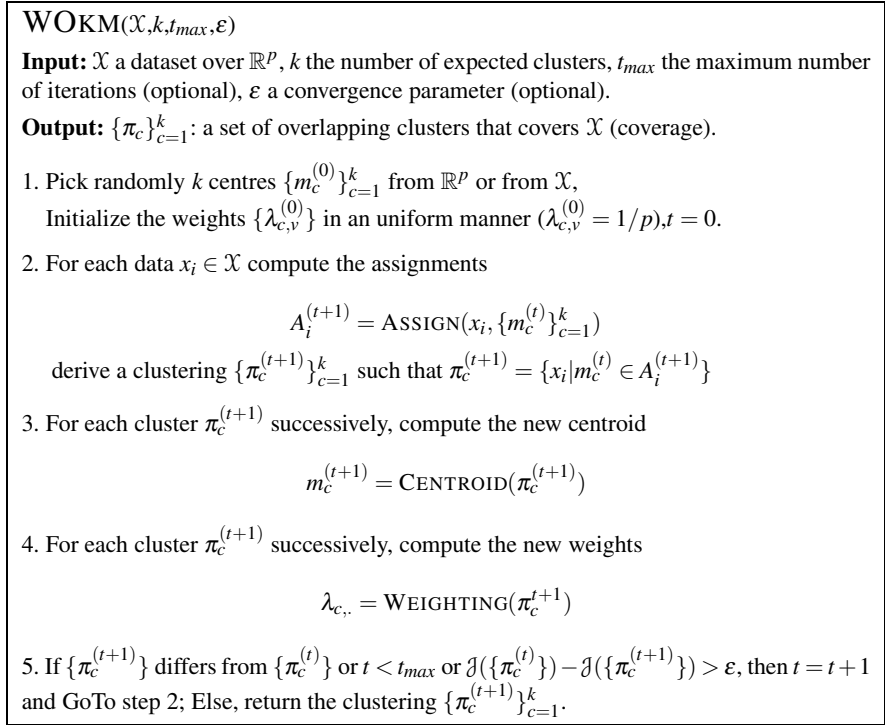 WOKM(𝒳,k,t_{max},ε)
Input: 𝒳 a dataset over ℝ^p, k the number of expected clusters, t_{max} the maximum number
of iterations (optional), ε a convergence parameter (optional).
Output: {π_c}_{c=1}^k: a set of overlapping clusters that covers 𝒳 (coverage).
1. Pick randomly k centres {m_c^{(0)}}_{c=1}^k from ℝ^p or from 𝒳,
Initialize the weights {λ_{c,v}^{(0)}} in an uniform manner (λ_{c,v}^{(0)} = 1/p),t = 0.
2. For each data x_i ∈ 𝒳 compute the assignments
A_i^{(t+1)} = ASSIGN(x_i, {m_c^{(t)}}_{c=1}^k)
derive a clustering {π_c^{(t+1)}}_{c=1}^k such that π_c^{(t+1)} = {x_i|m_c^{(t)} ∈ A_i^{(t+1)}}
3. For each cluster π_c^{(t+1)} successively, compute the new centroid
m_c^{(t+1)} = CENTROID(π_c^{(t+1)})
4. For each cluster π_c^{(t+1)} successively, compute the new weights
λ_{c,.} = WEIGHTING(π_c^{t+1})
5. If {π_c^{(t+1)}} differs from {π_c^{(t)}} or t < t_{max} or 𝒥({π_c^{(t)}}) − 𝒥({π_c^{(t+1)}}) > ε, then t = t + 1
and GoTo step 2; Else, return the clustering {π_c^{(t+1)}}_{c=1}^k.